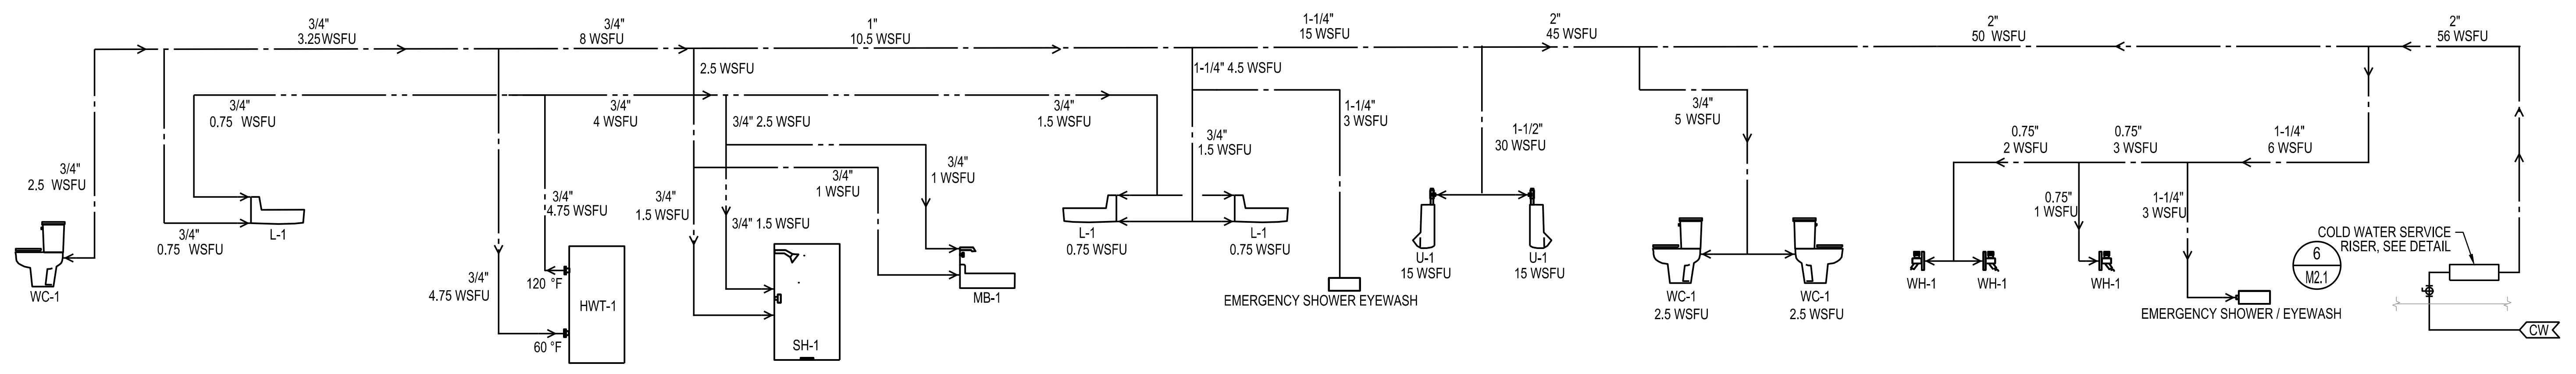 3/4"
3.25 WSFU
3/4"
8 WSFU
1"
10.5 WSFU
1-1/4"
15 WSFU
2"
45 WSFU
2"
50 WSFU
2"
56 WSFU
2.5 WSFU
1-1/4" 4.5 WSFU
3/4"
0.75 WSFU
3/4"
4 WSFU
3/4" 2.5 WSFU
3/4"
1.5 WSFU
3/4"
1.5 WSFU
1-1/4"
3 WSFU
1-1/2"
30 WSFU
3/4"
5 WSFU
0.75"
2 WSFU
0.75"
3 WSFU
1-1/4"
6 WSFU
3/4"
2.5 WSFU
3/4"
4.75 WSFU
3/4"
1.5 WSFU
3/4"
1 WSFU
3/4"
1 WSFU
0.75"
1 WSFU
1-1/4"
3 WSFU
3/4"
0.75 WSFU
L-1
3/4" 1.5 WSFU
L-1
0.75 WSFU
L-1
0.75 WSFU
U-1
15 WSFU
U-1
15 WSFU
COLD WATER SERVICE
RISER, SEE DETAIL
6
M2.1
WC-1
3/4"
4.75 WSFU
120 °F
HWT-1
60 °F
SH-1
MB-1
EMERGENCY SHOWER EYEWASH
WC-1
2.5 WSFU
WC-1
2.5 WSFU
WH-1
WH-1
WH-1
EMERGENCY SHOWER / EYEWASH
CW